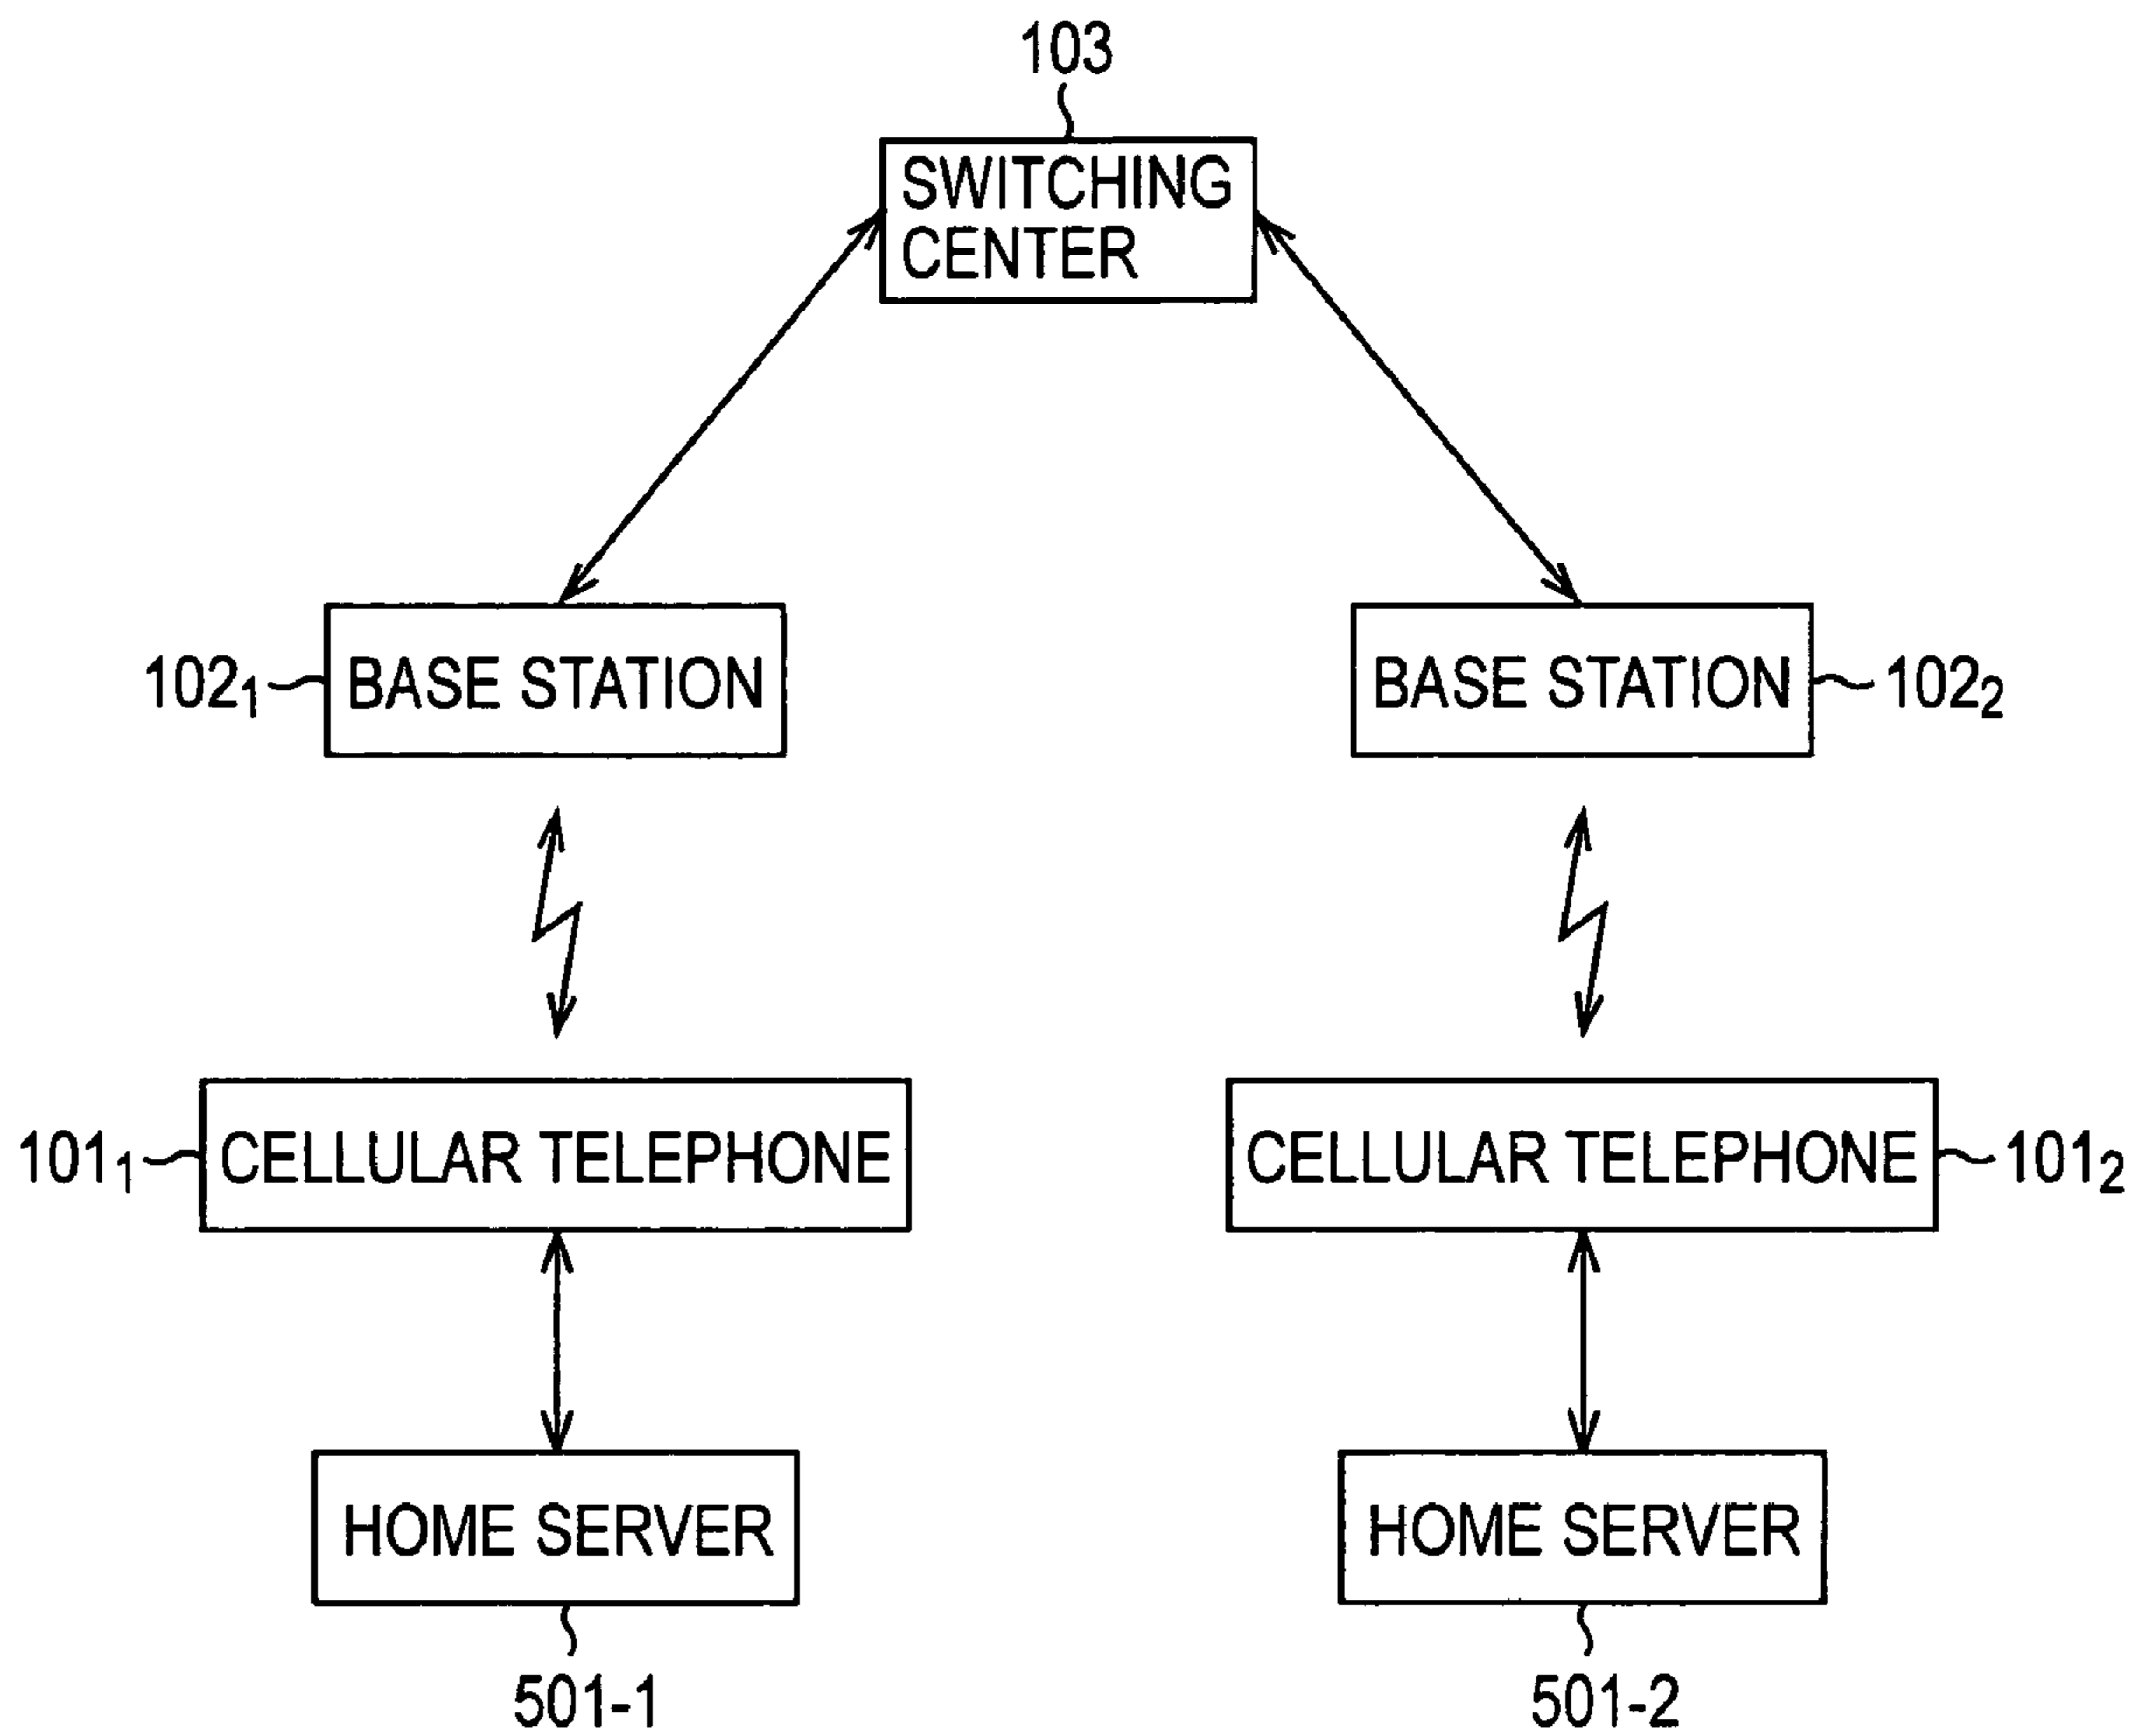 103
SWITCHING
CENTER
102₁ BASE STATION
BASE STATION 102₂
101₁ CELLULAR TELEPHONE
CELLULAR TELEPHONE 101₂
HOME SERVER
HOME SERVER
501-1
501-2